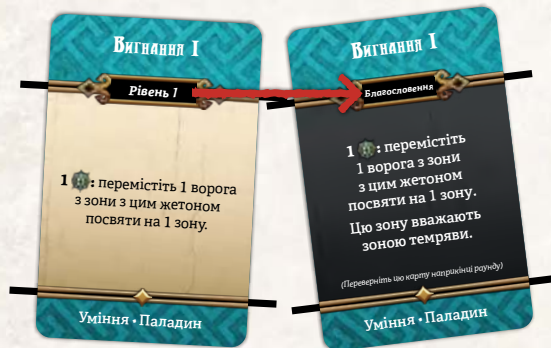 Вигнання I
Рівень 1
1 : перемістіть 1 ворога
з зони з цим жетоном
посвяти на 1 зону.
Уміння • Паладин
Вигнання I
Благословення
1 : перемістіть
1 ворога з зони
з цим жетоном
посвяти на 1 зону.
Цю зону вважають
зоною темряви.
(Переверніть цю карту наприкінці раунду)
Уміння • Паладин